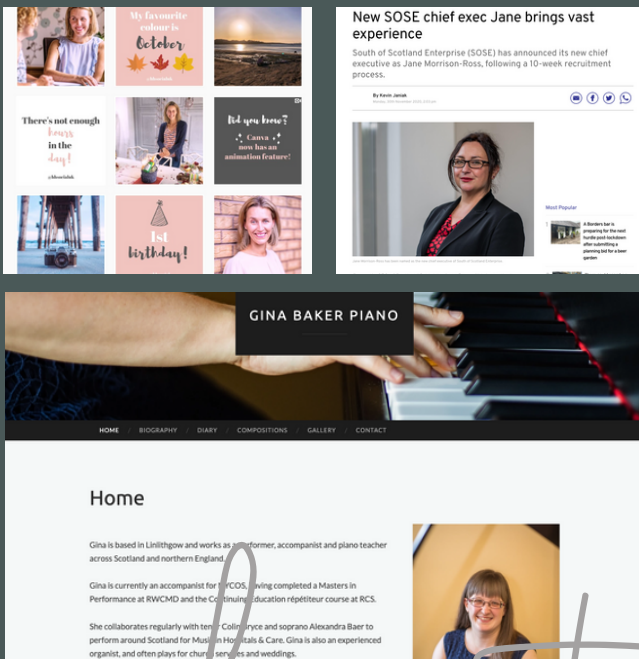 My favourite
colour is
October
There's not enough
hours
in the
day!
Did you know?
Canva
now has an
animation feature!
1st
birthday!
New SOSE chief exec Jane brings vast
experience
South of Scotland Enterprise (SOSE) has announced its new chief
executive as Jane Morrison-Ross, following a 10-week recruitment
process.
By Kevin Janiak
Most Popular
A Borders bar is
preparing for the next
hurdle post-lockdown
after submitting a
planning bid for a beer
garden
GINA BAKER PIANO
HOME / BIOGRAPHY / DIARY / COMPOSITIONS / GALLERY / CONTACT
Home
Gina is based in Linlithgow and works as a performer, accompanist and piano teacher
across Scotland and northern England.
Gina is currently an accompanist for NYCOS, having completed a Masters in
Performance at RWCMD and the Continuing Education répétiteur course at RCS.
She collaborates regularly with tenor Colin Bryce and soprano Alexandra Baer to
perform around Scotland for Music in Hospitals & Care. Gina is also an experienced
organist, and often plays for church services and weddings.